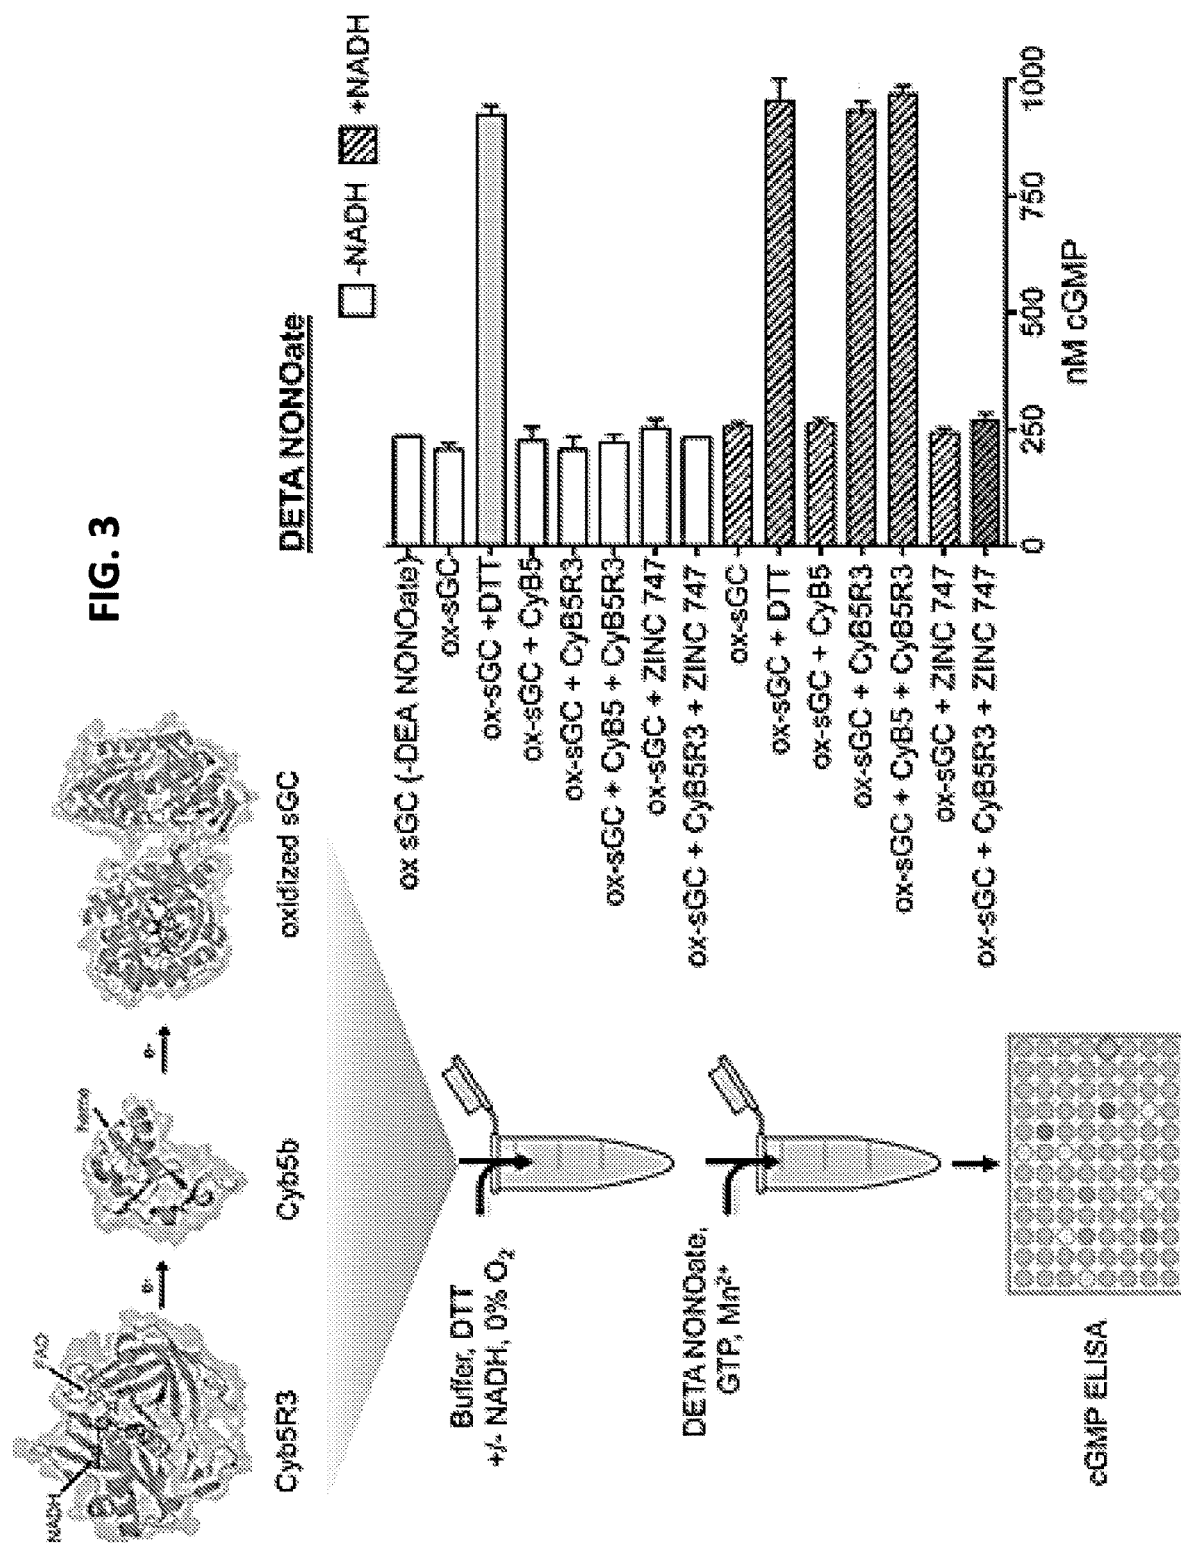 FIG. 3
NADH
FAD
e-
heme
e-
Cyb5R3
Cyb5b
oxidized sGC
Buffer, DTT
+/- NADH, 0% O₂
DETA NONOate,
GTP, Mn²⁺
cGMP ELISA
DETA NONOate
-NADH
+NADH
ox sGC (-DEA NONOate)
ox-sGC
ox-sGC +DTT
ox-sGC + CyB5
ox-sGC + CyB5R3
ox-sGC + CyB5 + CyB5R3
ox-sGC + ZINC 747
ox-sGC + CyB5R3 + ZINC 747
ox-sGC
ox-sGC + DTT
ox-sGC + CyB5
ox-sGC + CyB5R3
ox-sGC + CyB5 + CyB5R3
ox-sGC + ZINC 747
ox-sGC + CyB5R3 + ZINC 747
0
250
500
750
1000
nM cGMP